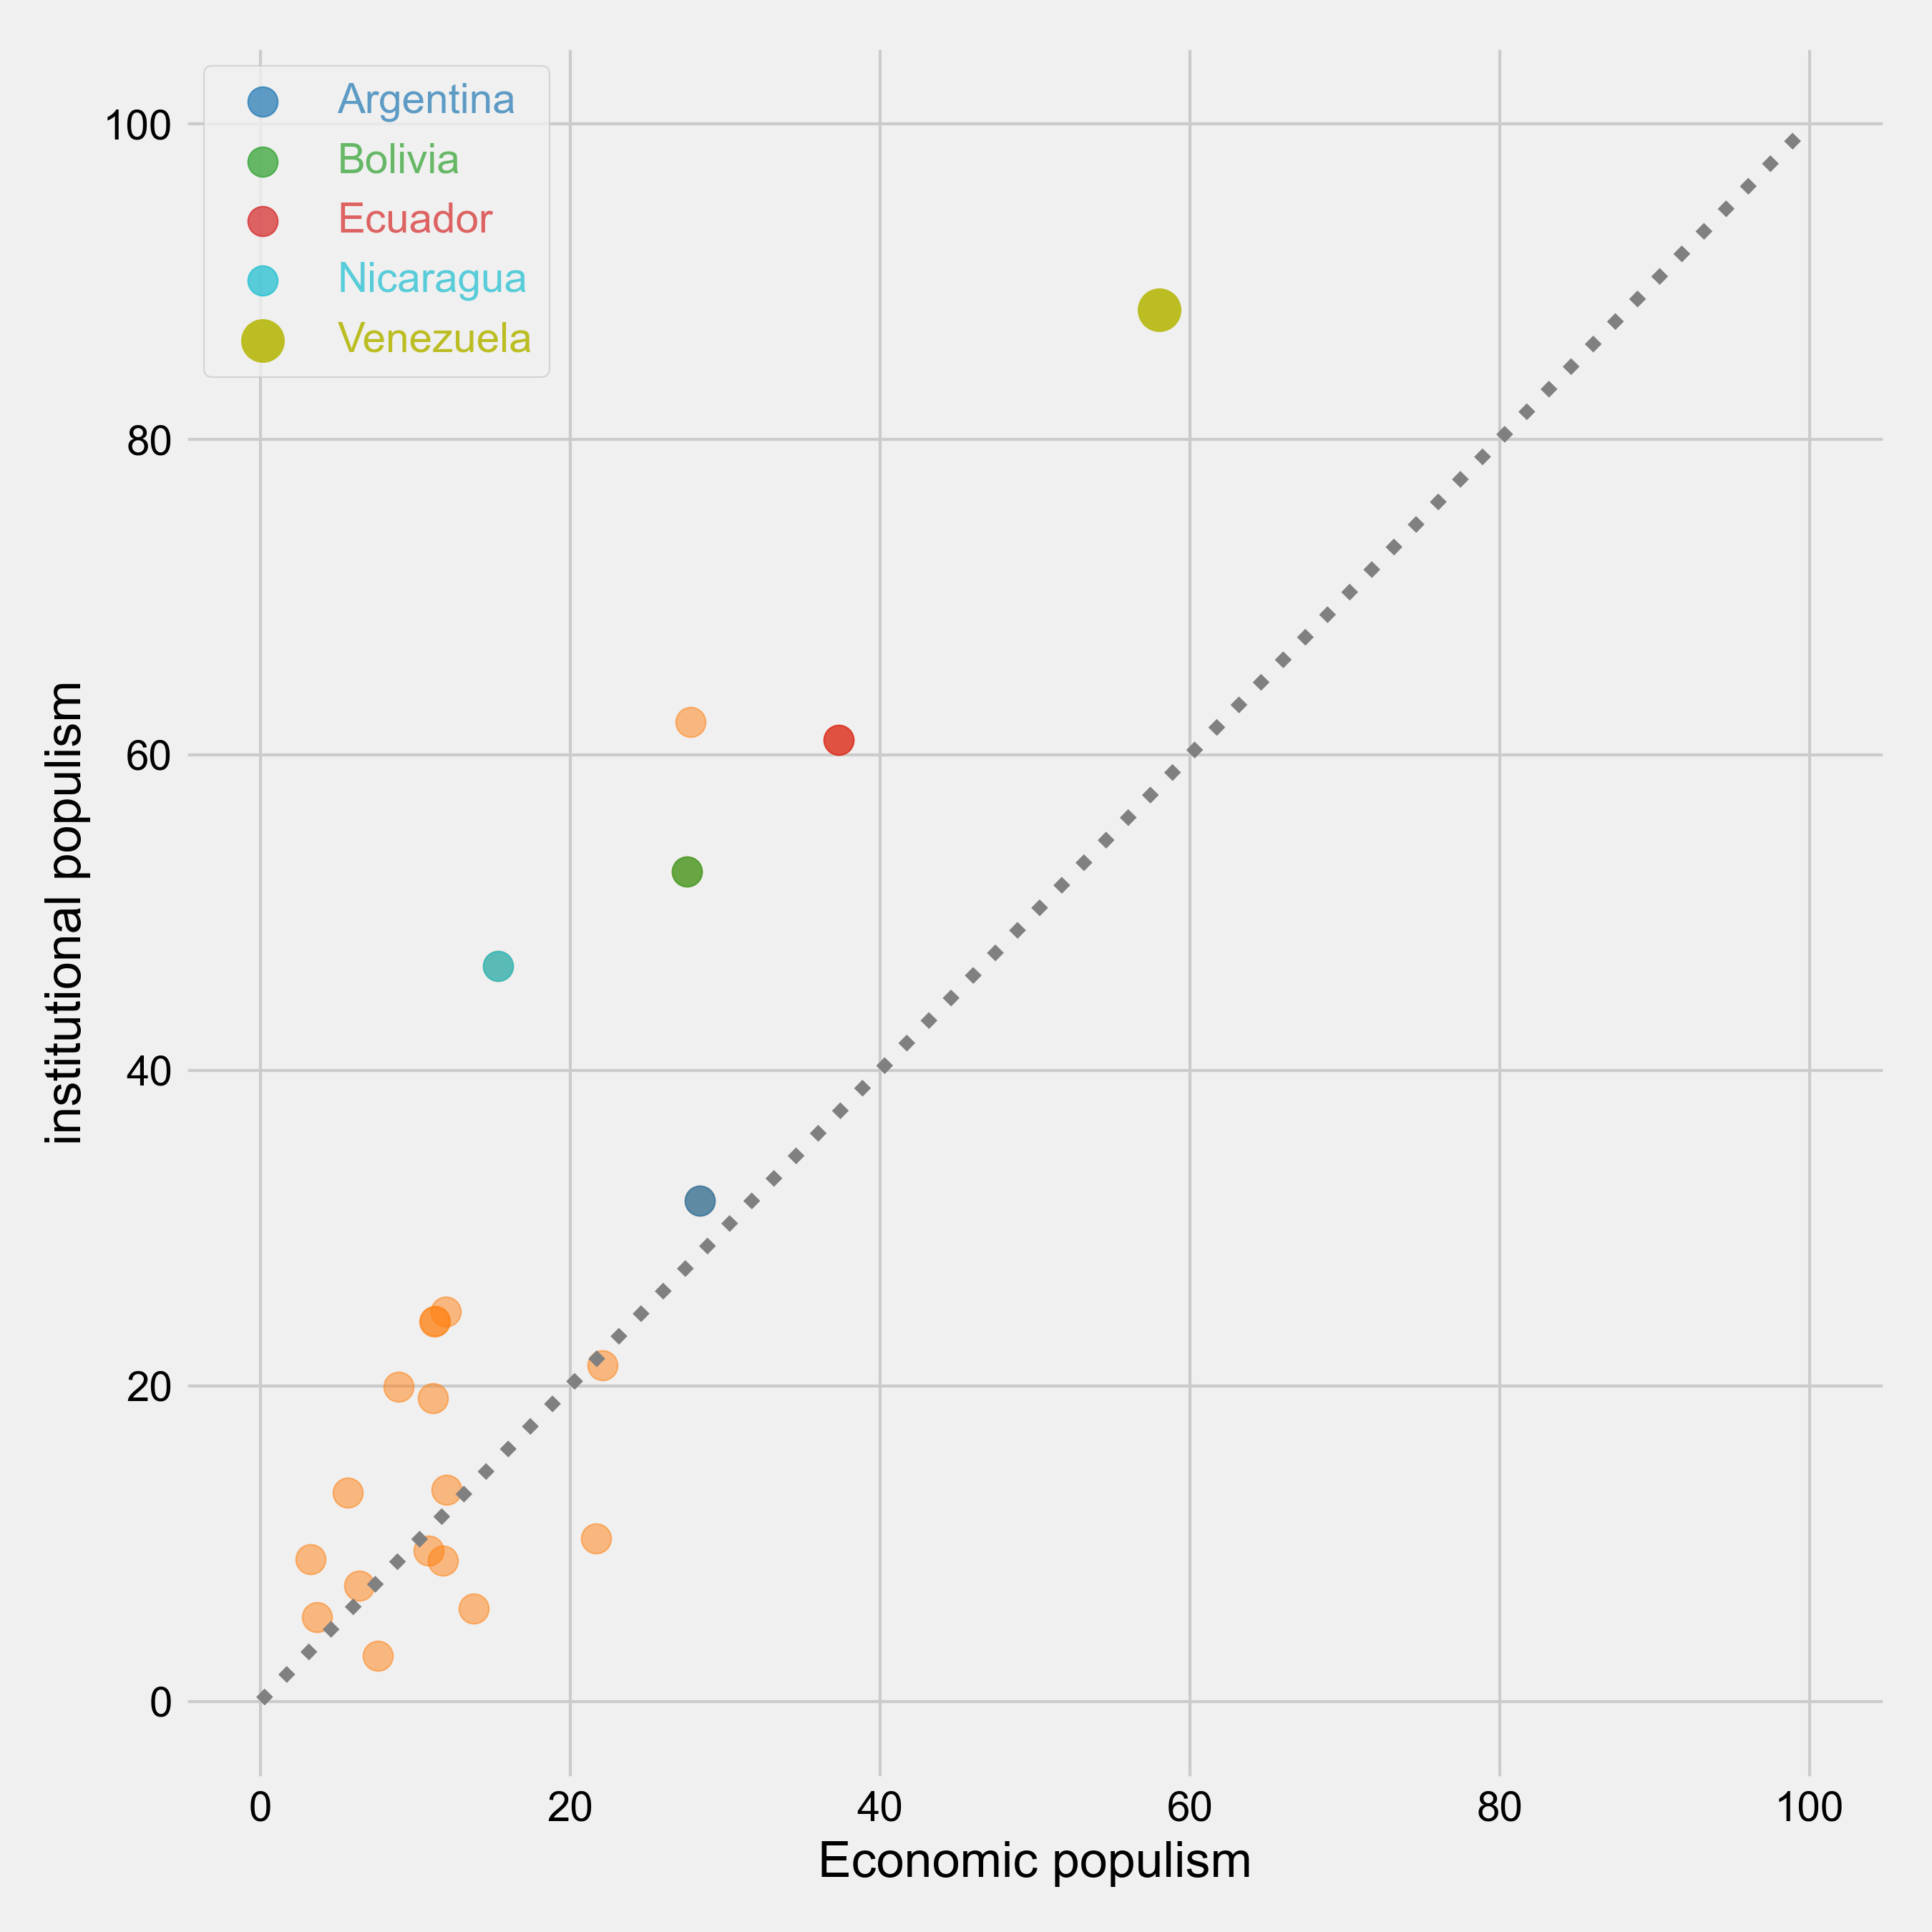 Argentina
Bolivia
Ecuador
Nicaragua
Venezuela
institutional populism
100
80
60
40
20
0
0 20 40 60 80 100
Economic populism